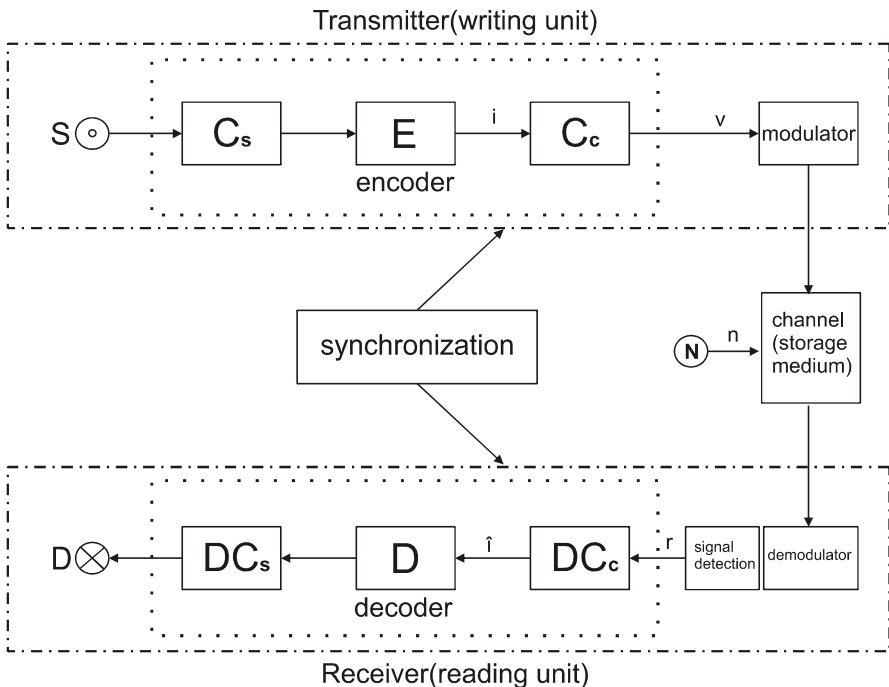 Transmitter(writing unit)
S
Cs
E
i
Cc
v
modulator
encoder
synchronization
N
n
channel
(storage
medium)
D
DCs
D
î
DCc
r
signal
detection
demodulator
decoder
Receiver(reading unit)